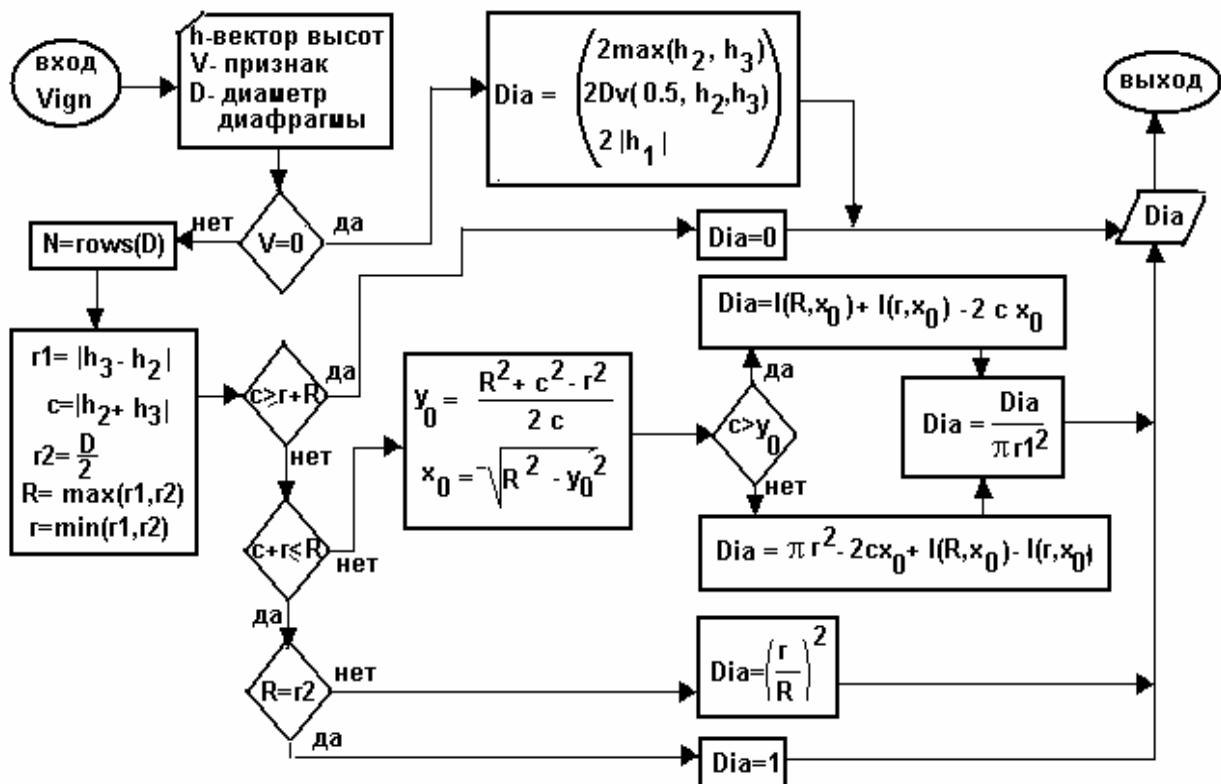 вход
Vign
h-вектор высот
V- признак
D- диаметр
диафрагмы
Dia = ( 2max(h₂, h₃)
2Dv( 0.5, h₂,h₃)
2 |h₁| )
выход
нет
да
V=0
N=rows(D)
Dia=0
Dia
r1= |h₃ - h₂|
c=|h₂+ h₃|
r2= D/2
R= max(r1,r2)
r=min(r1,r2)
c≥r+R
да
нет
y₀ = (R² + c² - r²) / (2 c)
x₀ = √(R² - y₀²)
Dia=I(R,x₀)+ I(r,x₀) - 2 c x₀
да
c>y₀
нет
Dia = Dia / (π r1²)
Dia = π r² - 2cx₀+ I(R,x₀)- I(r,x₀)
c+r≤R
нет
да
R=r2
нет
Dia=(r/R)²
да
Dia=1